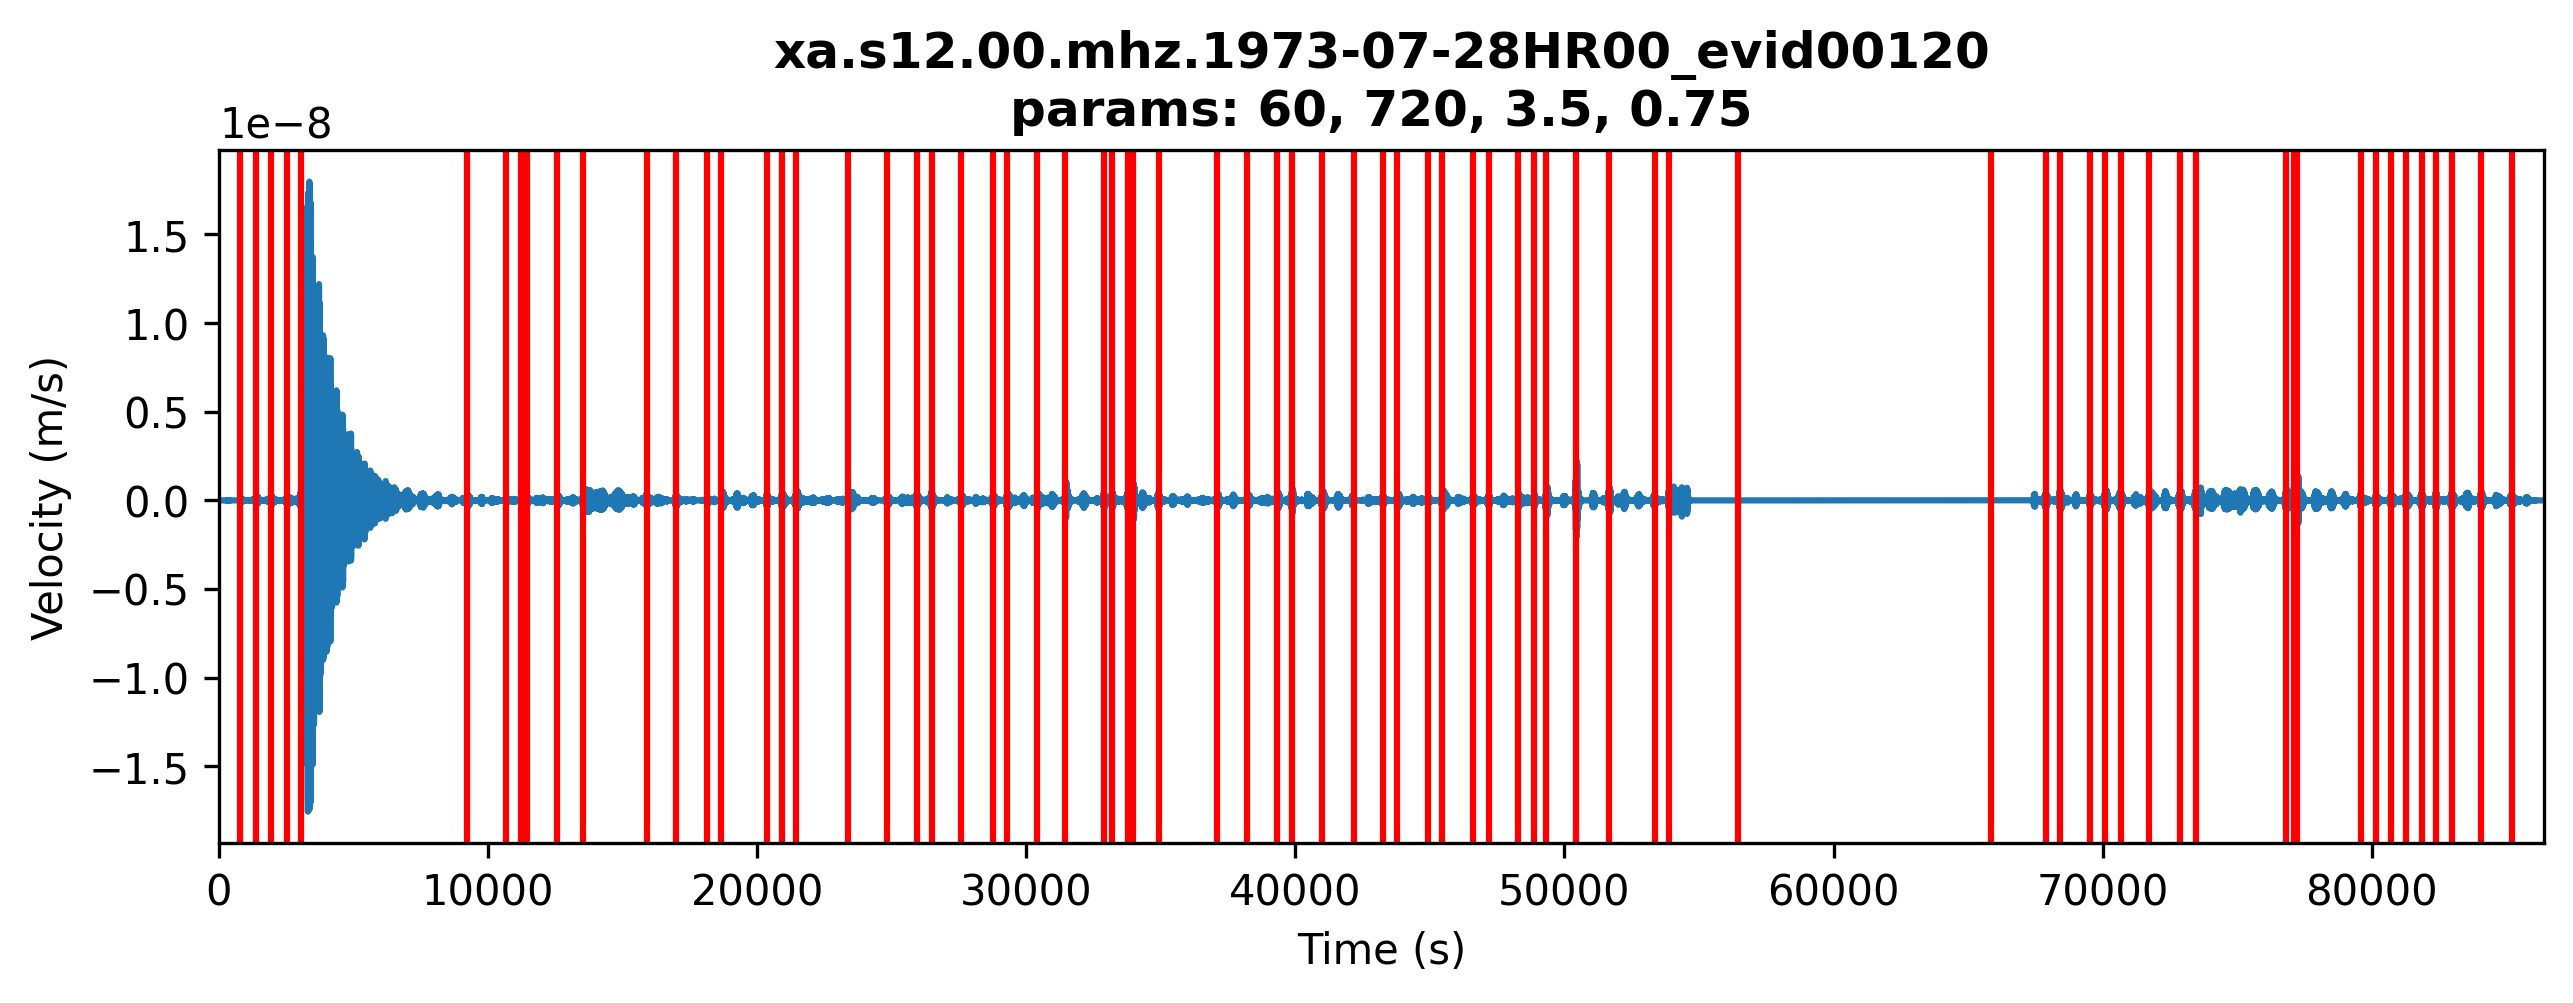 xa.s12.00.mhz.1973-07-28HR00_evid00120
params: 60, 720, 3.5, 0.75
1e−8
1.5
1.0
0.5
0.0
−0.5
−1.0
−1.5
Velocity (m/s)
0 10000 20000 30000 40000 50000 60000 70000 80000
Time (s)